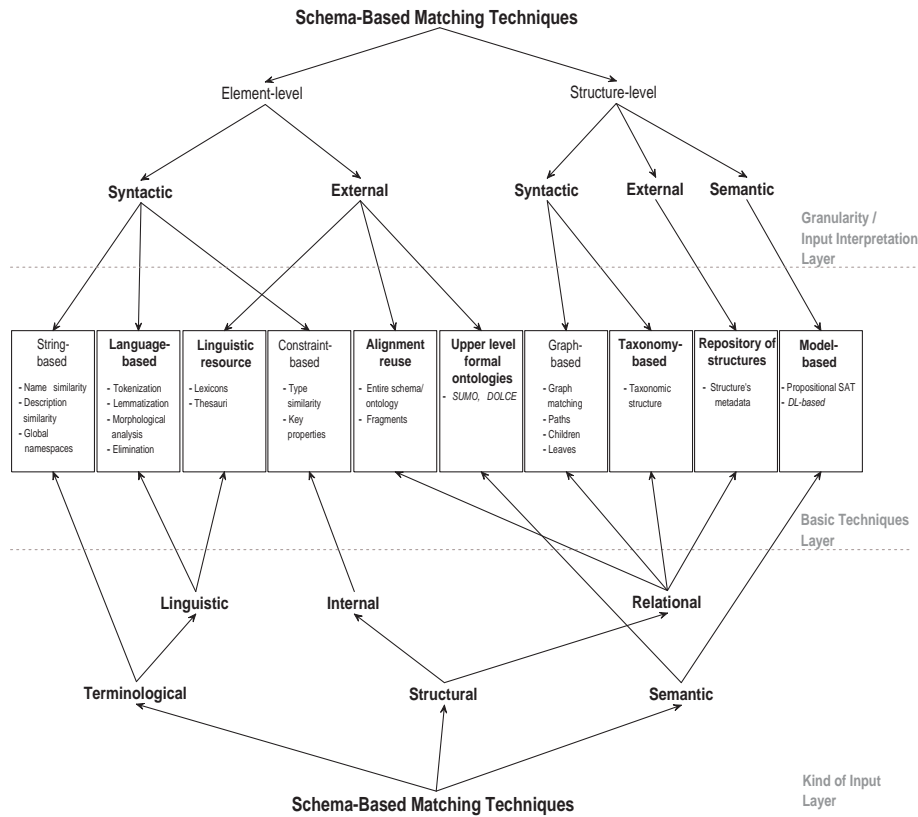 Schema-Based Matching Techniques
Element-level
Structure-level
Syntactic
External
Syntactic
External
Semantic
Granularity /
Input Interpretation
Layer
String-
based
- Name similarity
- Description
similarity
- Global
namespaces
Language-
based
- Tokenization
- Lemmatization
- Morphological
analysis
- Elimination
Linguistic
resource
- Lexicons
- Thesauri
Constraint-
based
- Type
similarity
- Key
properties
Alignment
reuse
- Entire schema/
ontology
- Fragments
Upper level
formal
ontologies
- SUMO, DOLCE
Graph-
based
- Graph
matching
- Paths
- Children
- Leaves
Taxonomy-
based
- Taxonomic
structure
Repository of
structures
- Structure's
metadata
Model-
based
- Propositional SAT
- DL-based
Basic Techniques
Layer
Linguistic
Internal
Relational
Terminological
Structural
Semantic
Kind of Input
Layer
Schema-Based Matching Techniques